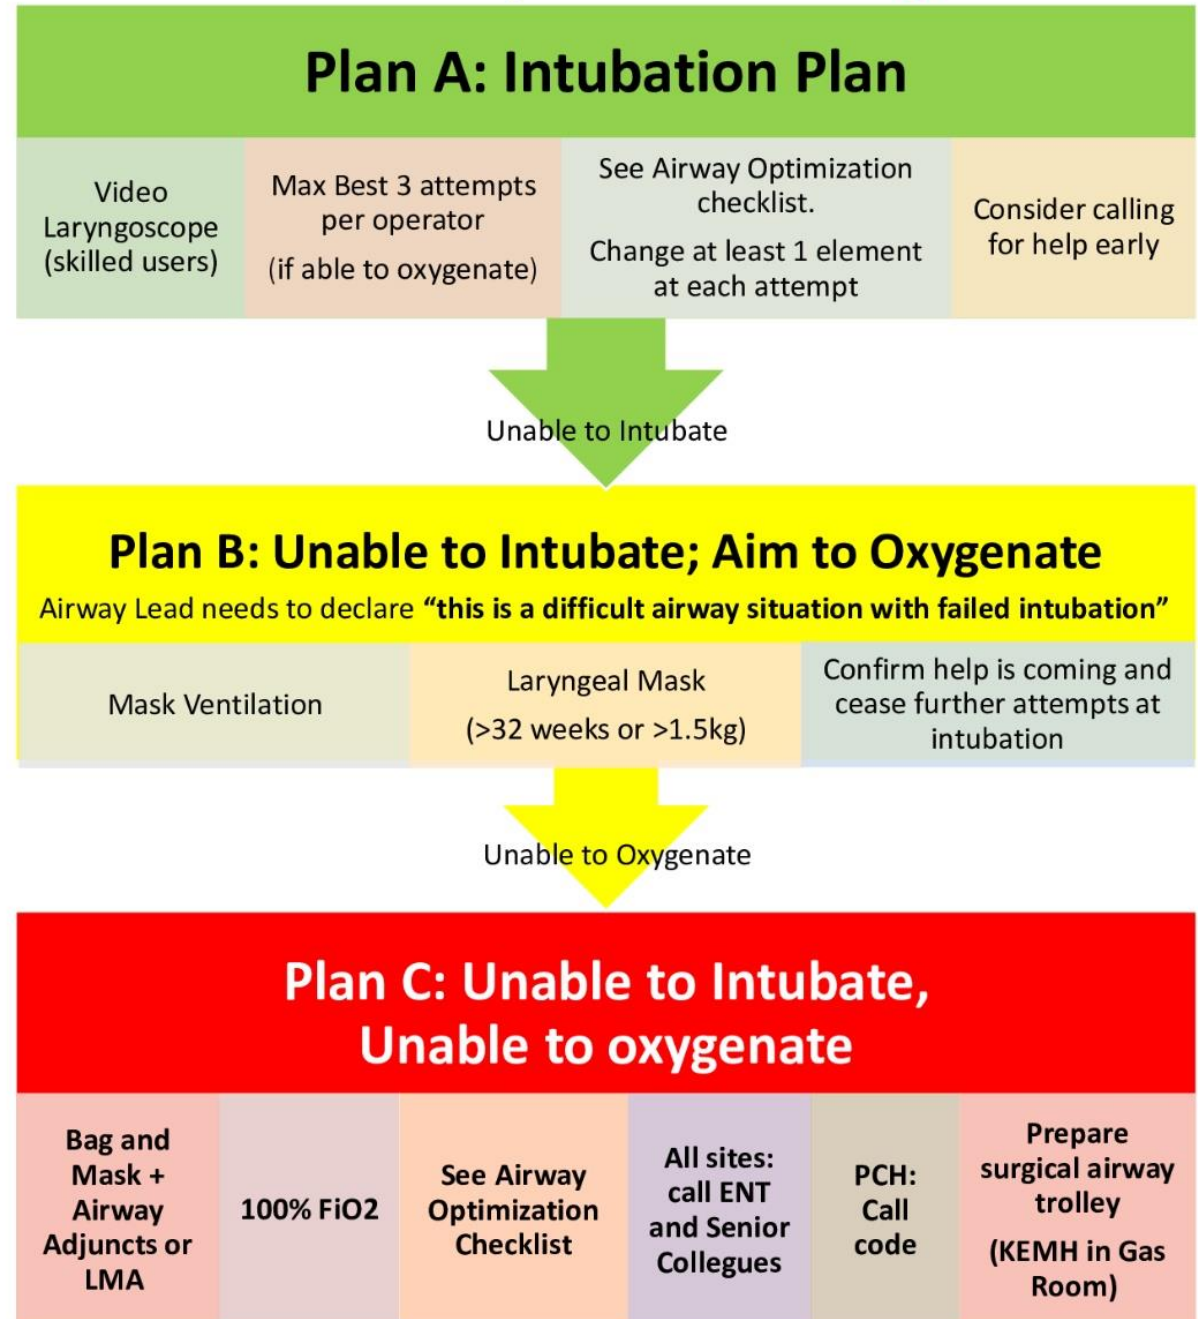 Plan A: Intubation Plan
Video
Laryngoscope
(skilled users)
Max Best 3 attempts
per operator
(if able to oxygenate)
See Airway Optimization
checklist.
Change at least 1 element
at each attempt
Consider calling
for help early
Unable to Intubate
Plan B: Unable to Intubate; Aim to Oxygenate
Airway Lead needs to declare “this is a difficult airway situation with failed intubation”
Mask Ventilation
Laryngeal Mask
(>32 weeks or >1.5kg)
Confirm help is coming and
cease further attempts at
intubation
Unable to Oxygenate
Plan C: Unable to Intubate,
Unable to oxygenate
Bag and
Mask +
Airway
Adjuncts or
LMA
100% FiO2
See Airway
Optimization
Checklist
All sites:
call ENT
and Senior
Collegues
PCH:
Call
code
Prepare
surgical airway
trolley
(KEMH in Gas
Room)